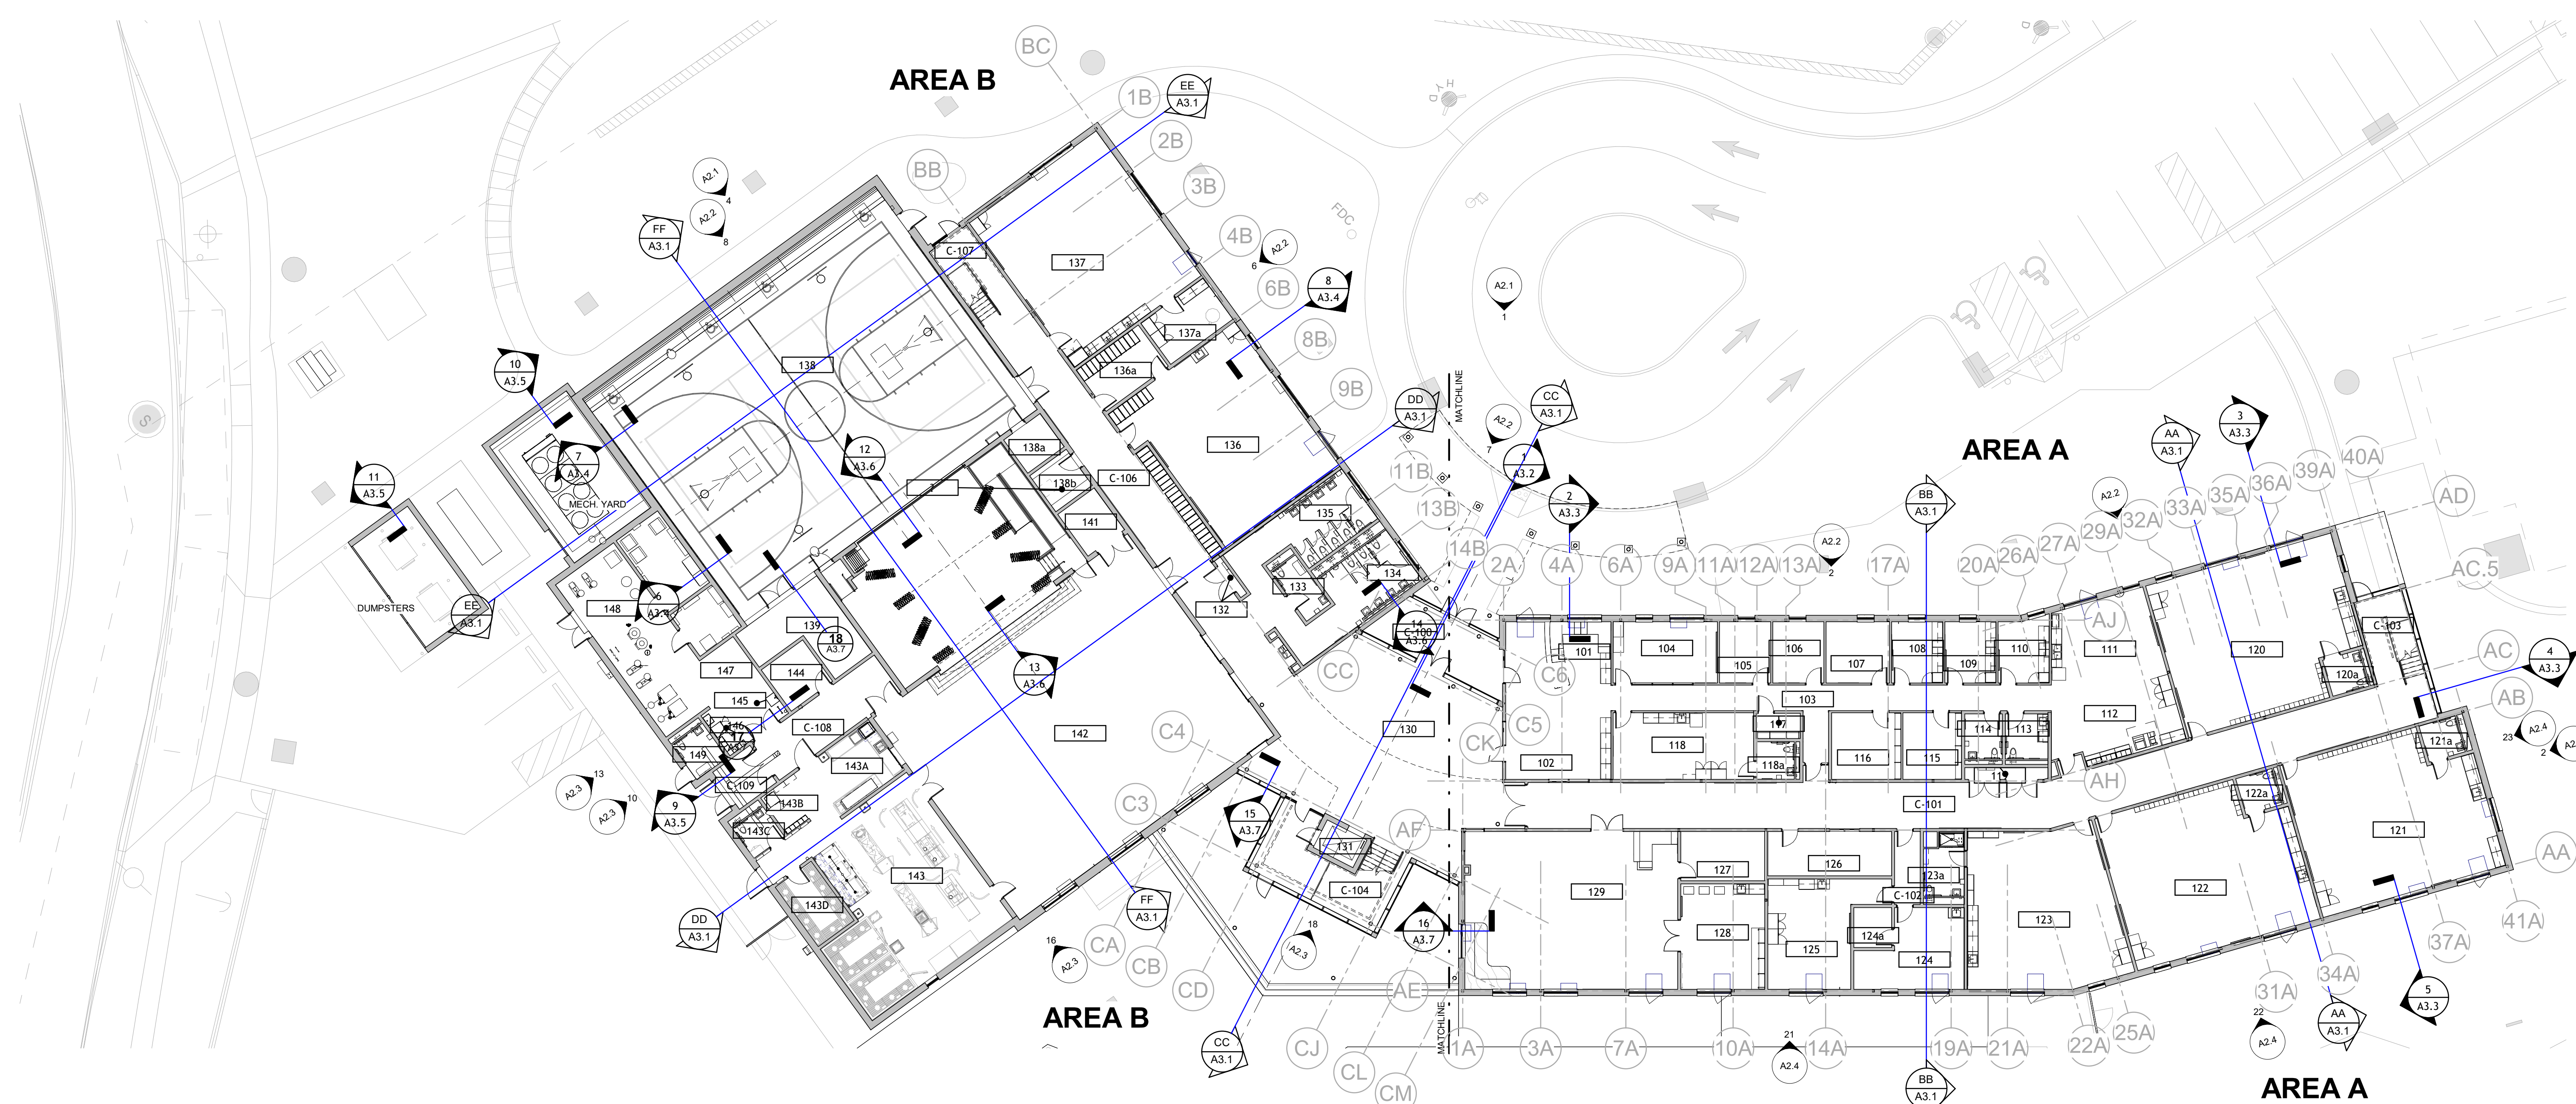 BC
AREA B
1B
EE
A3.1
2B
BB
3B
A2.1
4
A2.2
8
FF
A3.1
C-107
137
4B
A2.2
6
6B
8
A3.4
FDC
HYD
A2.1
1
8B
137a
136a
138
10
A3.5
9B
DD
A3.1
MATCHLINE
CC
A3.1
A2.2
7
136
12
A3.6
138a
C-106
138b
7
A3.4
MECH. YARD
11
A3.5
141
135
11B
13B
1
A3.2
2
A3.3
14B
2A
4A
6A
9A
11A
12A
13A
A2.2
2
17A
BB
A3.1
20A
26A
27A
29A
A2.2
32A
33A
35A
36A
39A
40A
AREA A
AA
A3.1
3
A3.3
AD
AC.5
AC
AB
4
A3.3
A2.4
23
2
AJ
C-103
120
120a
111
112
110
109
108
107
106
105
104
101
103
C6
C5
CK
134
133
132
CC
14
C-100
A3.6
DUMPSTERS
EE
A3.1
148
6
A3.4
139
18
A3.7
147
144
145
146
17
149
C-108
C-109
143A
143B
143C
13
A3.6
142
C4
C3
130
102
118
117
118a
116
115
114
113
AH
C-101
121a
121
122a
122
AA
41A
37A
34A
31A
5
A3.3
AA
A3.1
22
A2.4
25A
22A
21A
19A
123
123a
C-102
124a
124
125
126
127
128
129
AF
131
C-104
15
A3.7
16
A3.7
18
A2.3
AE
A2.3
13
A2.3
10
9
A3.5
143
143D
DD
A3.1
FF
A3.1
16
A2.3
CA
CB
CD
AREA B
CC
A3.1
CJ
CL
CM
MATCHLINE
1A
3A
7A
10A
21
A2.4
14A
BB
A3.1
AREA A
S